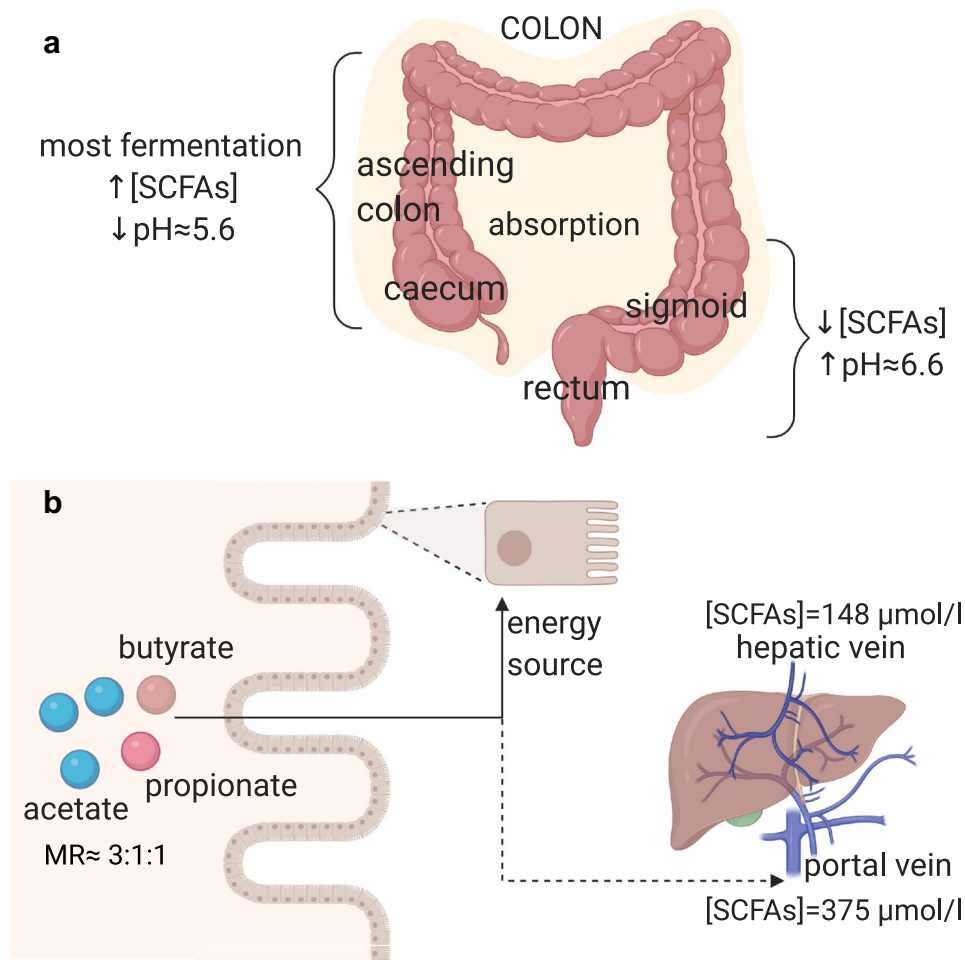 a
COLON
most fermentation
↑[SCFAs]
↓pH≈5.6
ascending
colon
absorption
caecum
sigmoid
rectum
↓[SCFAs]
↑pH≈6.6
b
butyrate
propionate
acetate
MR≈ 3:1:1
energy
source
[SCFAs]=148 µmol/l
hepatic vein
portal vein
[SCFAs]=375 µmol/l